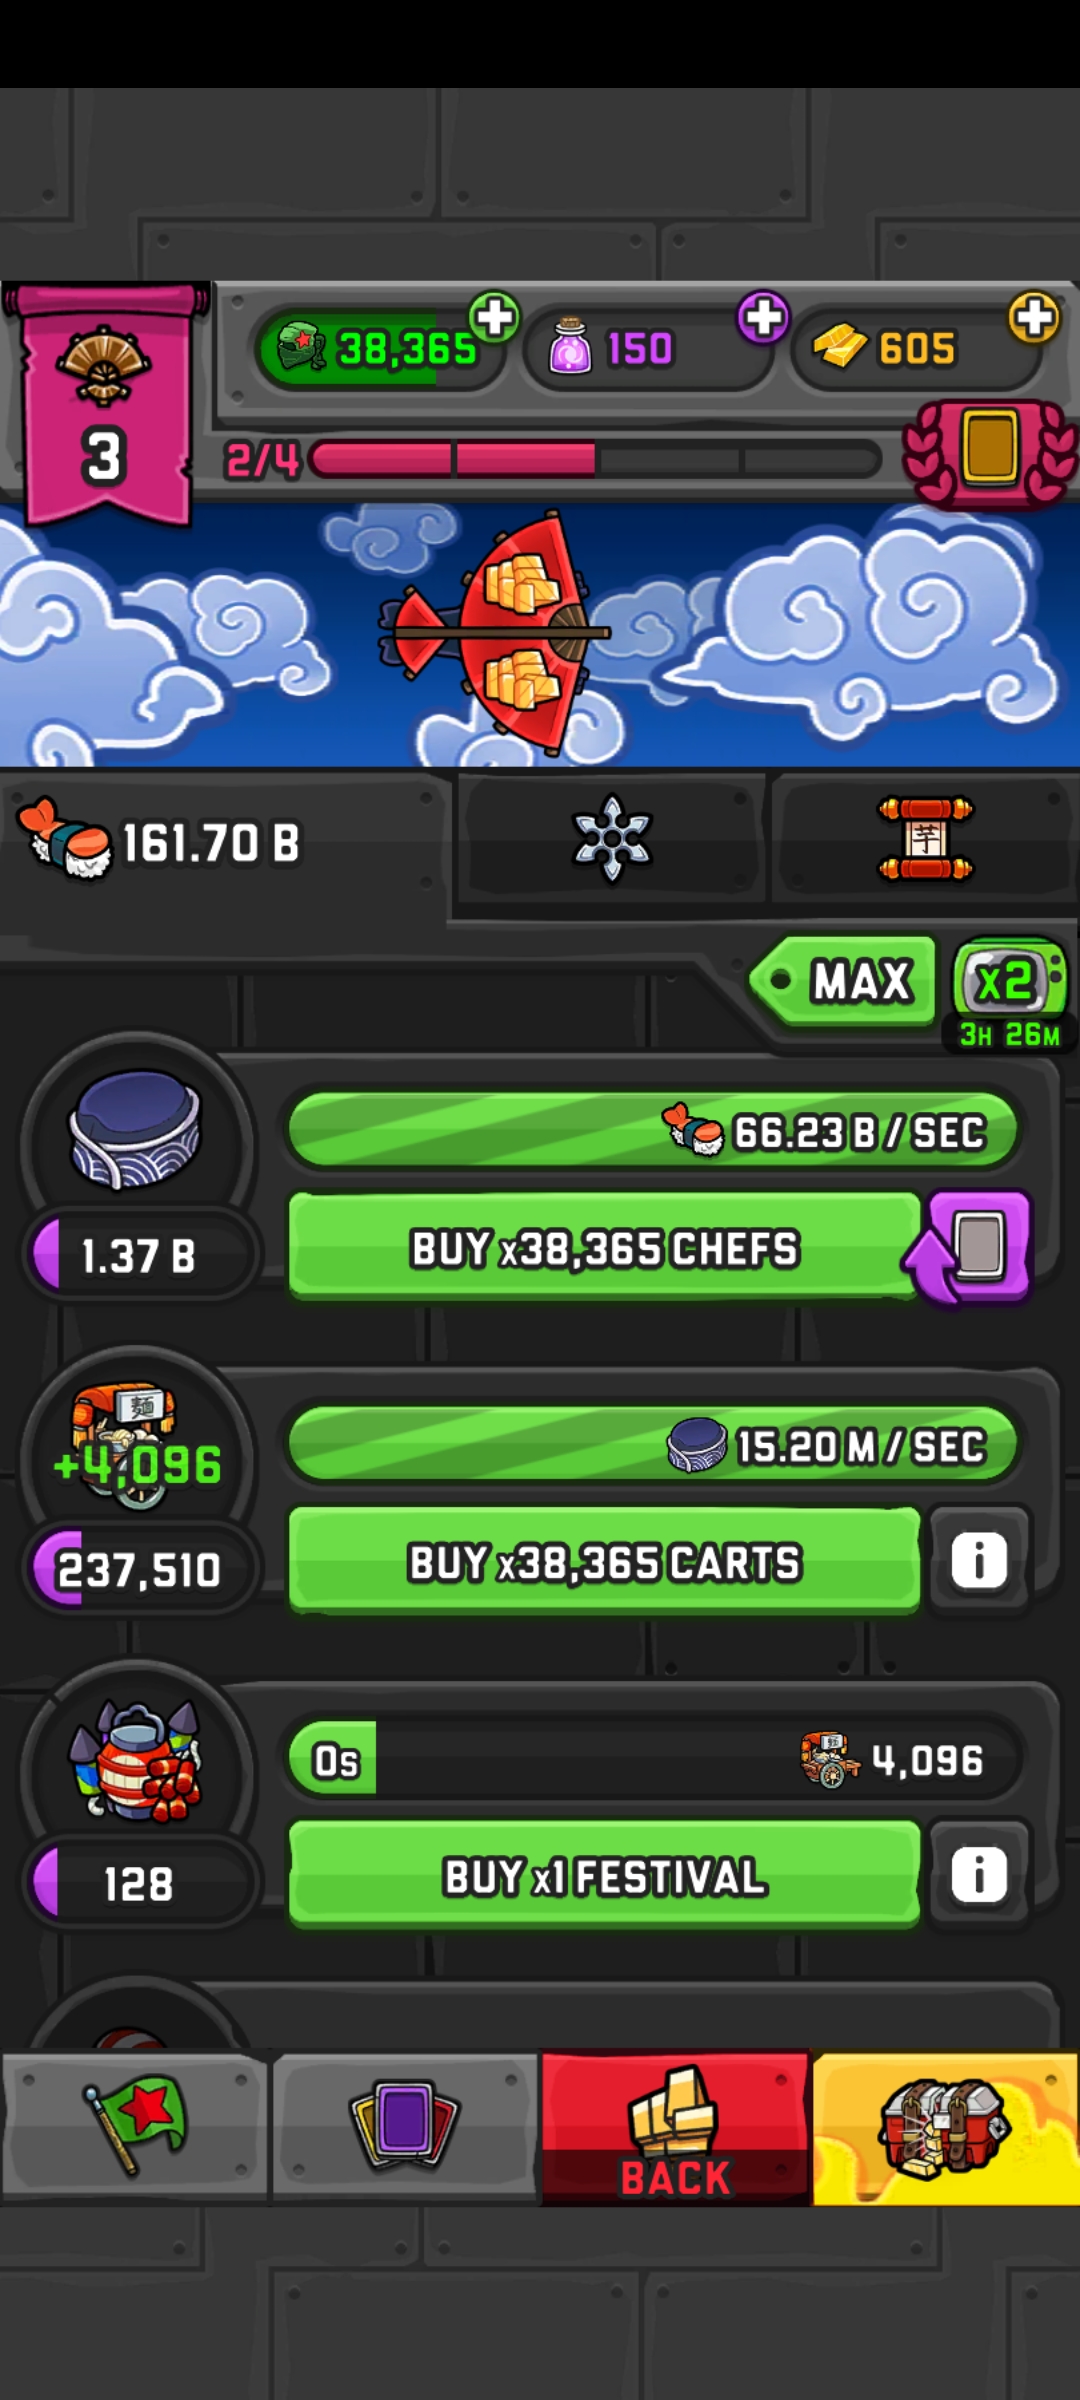 38,365
150
605
3
2/4
161.70 B
芋
MAX
x2
3H 26M
66.23 B / SEC
1.37 B
BUY x38,365 CHEFS
麺
+4,096
15.20 M / SEC
237,510
BUY x38,365 CARTS
i
0s
4,096
128
BUY x1 FESTIVAL
i
BACK